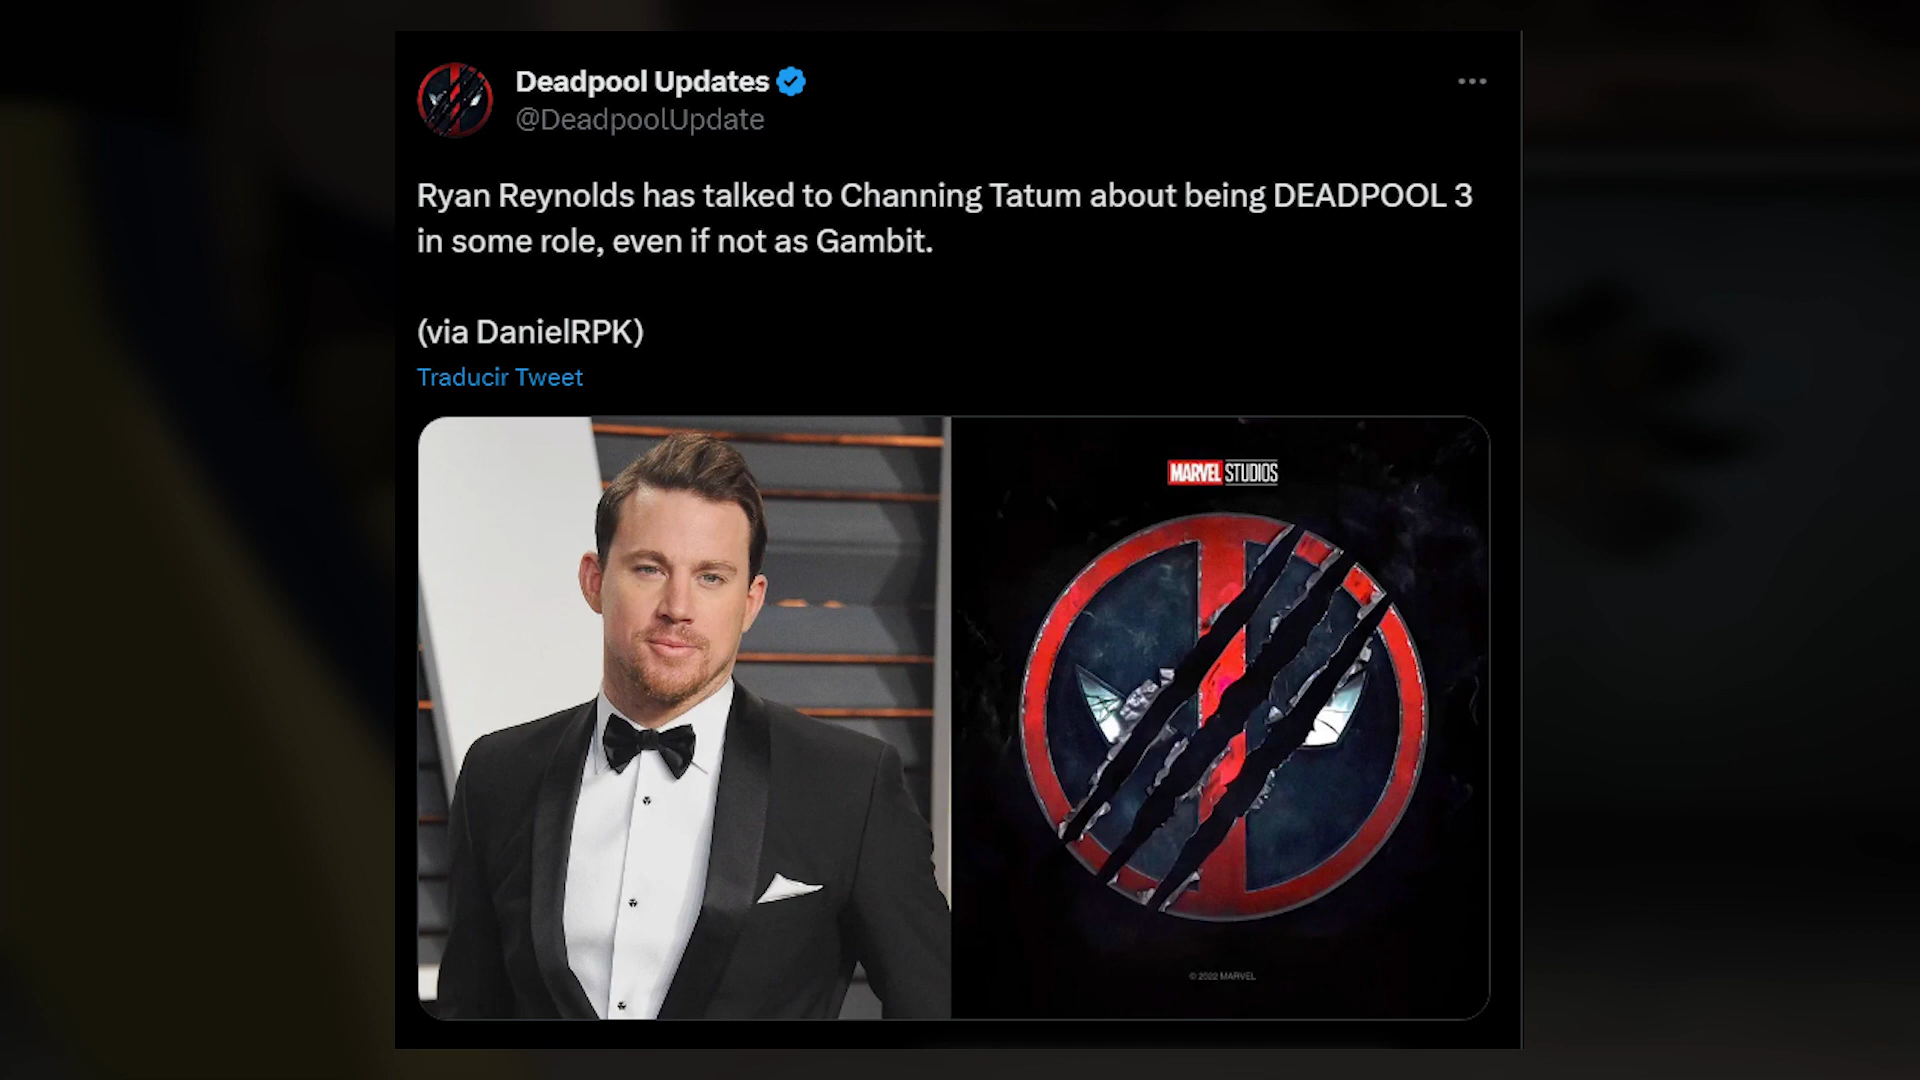 Deadpool Updates
@DeadpoolUpdate
Ryan Reynolds has talked to Channing Tatum about being DEADPOOL 3
in some role, even if not as Gambit.
(via DanielRPK)
Traducir Tweet
MARVEL STUDIOS
© 2022 MARVEL